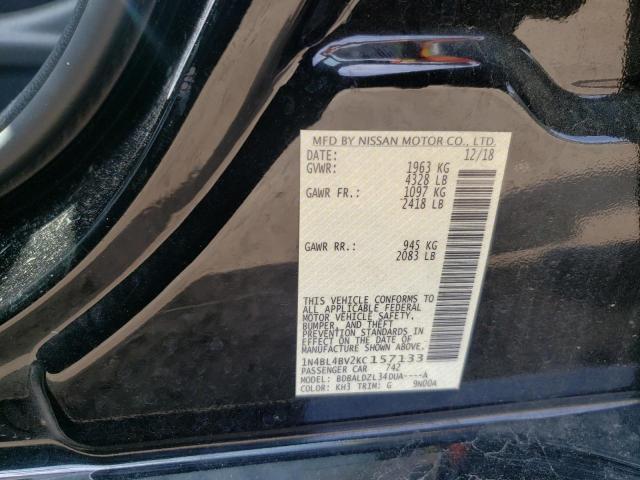 MFD BY NISSAN MOTOR CO., LTD.
DATE: 12/18
GVWR: 1963 KG
4328 LB
GAWR FR.: 1097 KG
2418 LB
GAWR RR.: 945 KG
2083 LB
THIS VEHICLE CONFORMS TO
ALL APPLICABLE FEDERAL
MOTOR VEHICLE SAFETY,
BUMPER, AND THEFT
PREVENTION STANDARDS IN
EFFECT ON THE DATE OF
MANUFACTURE SHOWN ABOVE.
1N4BL4BV2KC157133
PASSENGER CAR 742
MODEL: BDBALDZL34DUA----A
COLOR: KH3 TRIM: G 9N00A